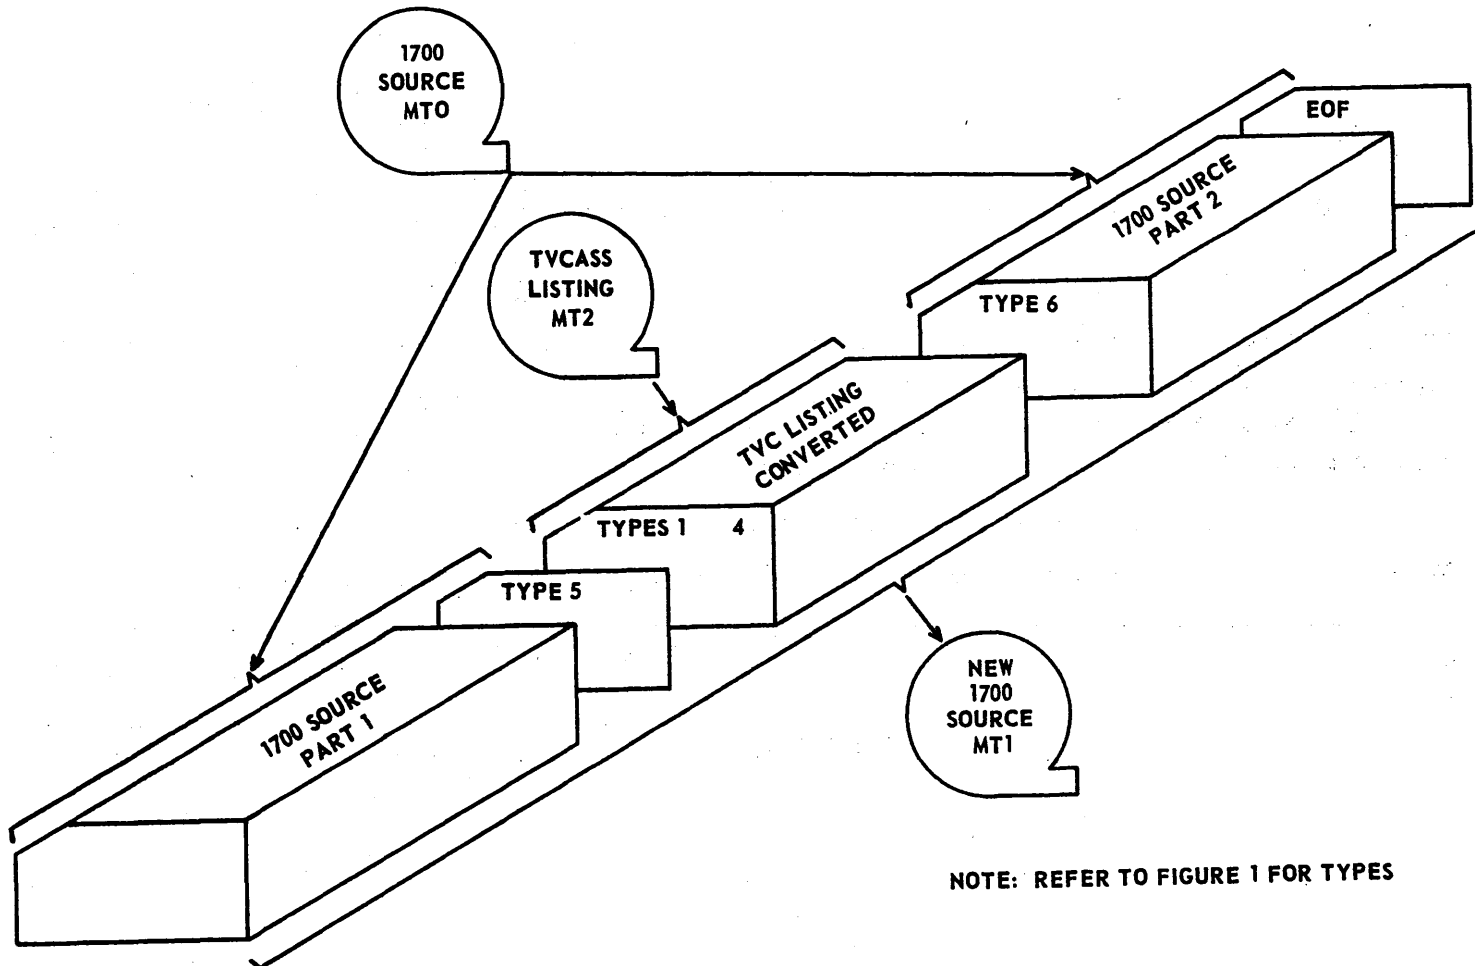 1700
SOURCE
MT0
EOF
1700 SOURCE
PART 2
TYPE 6
TVCASS
LISTING
MT2
TVC LISTING
CONVERTED
TYPES 1 4
TYPE 5
1700 SOURCE
PART 1
NEW
1700
SOURCE
MT1
NOTE: REFER TO FIGURE 1 FOR TYPES